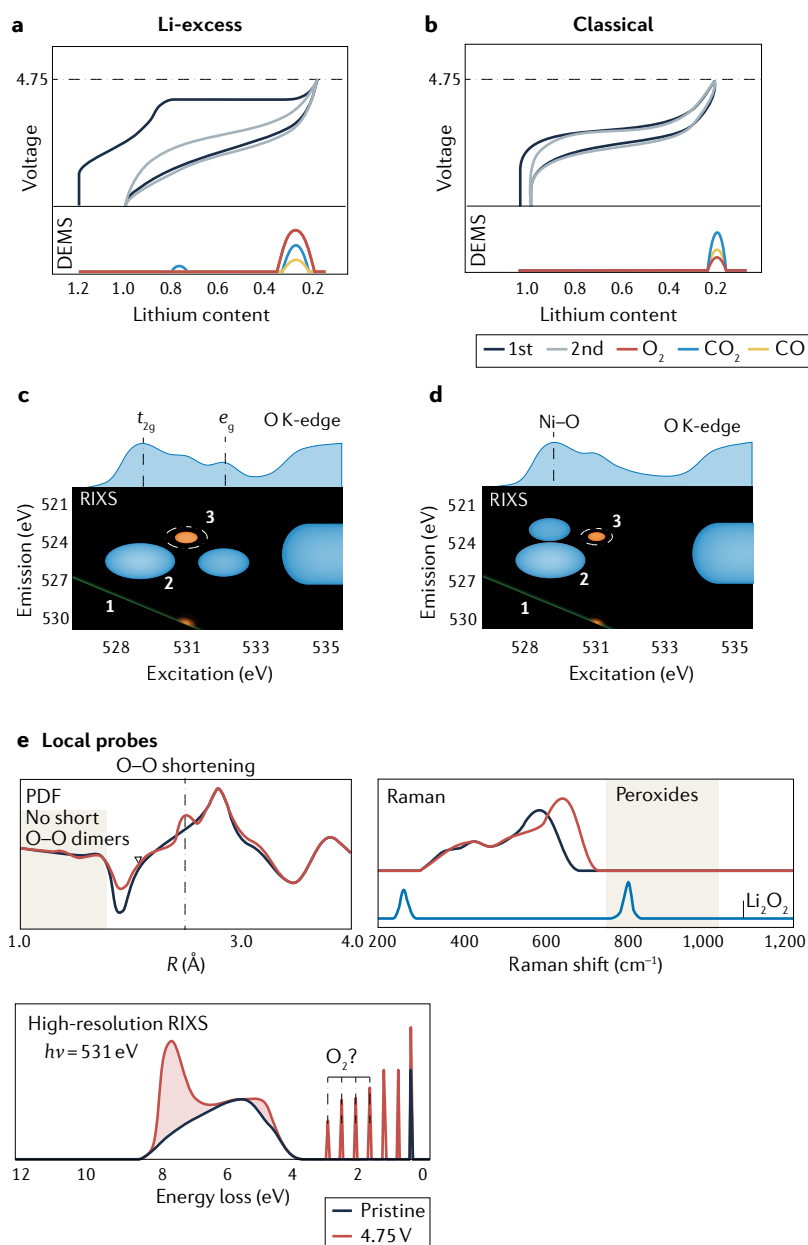 a Li-excess
4.75
Voltage
DEMS
1.2 1.0 0.8 0.6 0.4 0.2
Lithium content
b Classical
4.75
Voltage
DEMS
1.0 0.8 0.6 0.4 0.2
Lithium content
1st 2nd O₂ CO₂ CO
c
t₂g e_g O K-edge
RIXS
521
524
527
530
Emission (eV)
1
2
3
528 531 533 535
Excitation (eV)
d
Ni–O O K-edge
RIXS
521
524
527
530
Emission (eV)
1
2
3
528 531 533 535
Excitation (eV)
e Local probes
O–O shortening
PDF
No short
O–O dimers
1.0 3.0 4.0
R (Å)
Raman
Peroxides
Li₂O₂
200 400 600 800 1,000 1,200
Raman shift (cm⁻¹)
High-resolution RIXS
hν = 531 eV
O₂?
12 10 8 6 4 2 0
Energy loss (eV)
Pristine
4.75 V